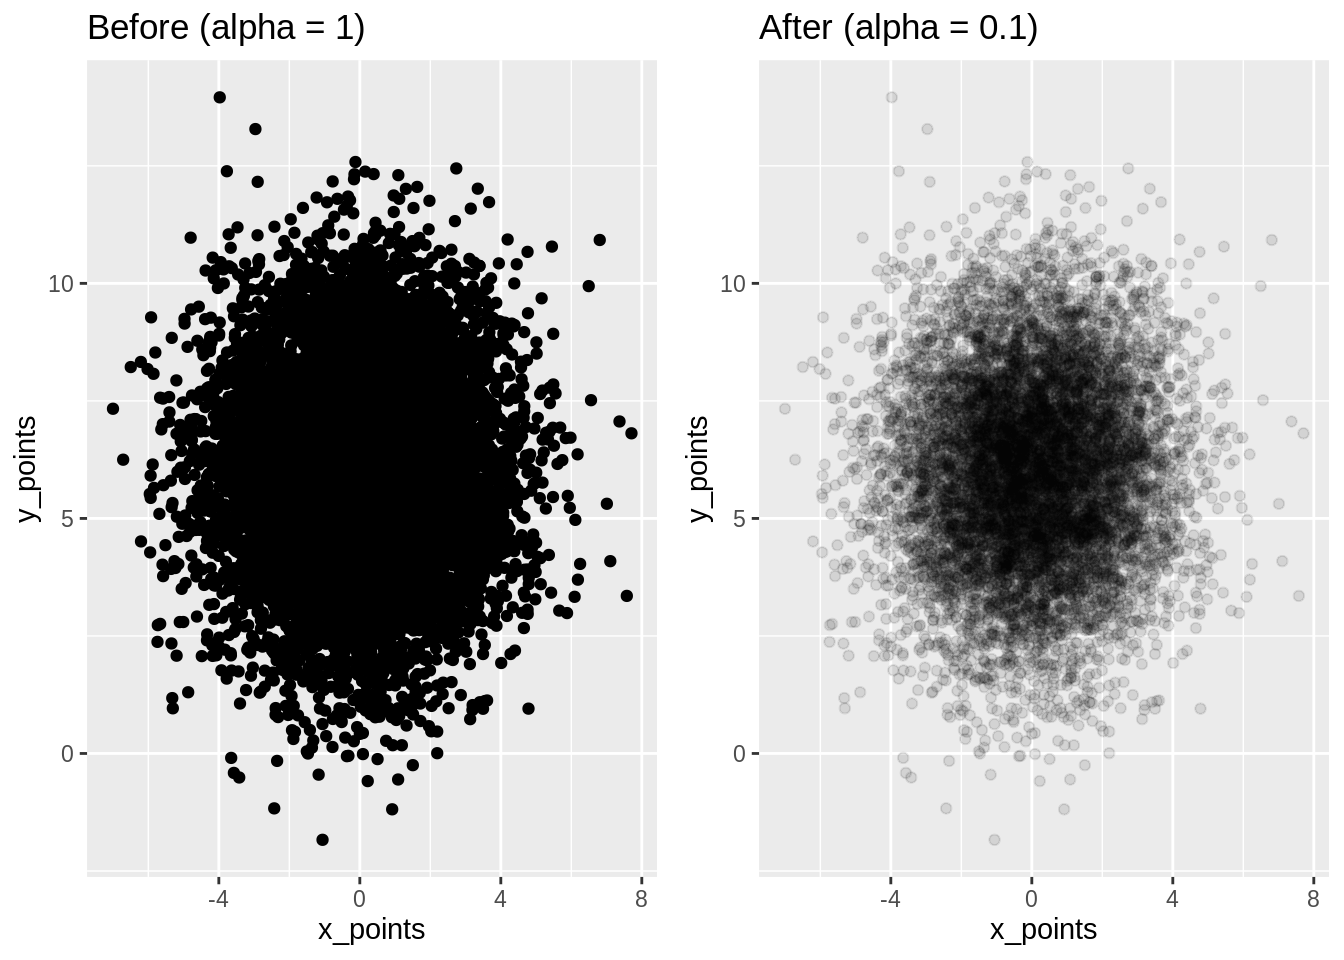 Before (alpha = 1)
10
5
0
-4 0 4 8
x_points
y_points
After (alpha = 0.1)
10
5
0
-4 0 4 8
x_points
y_points